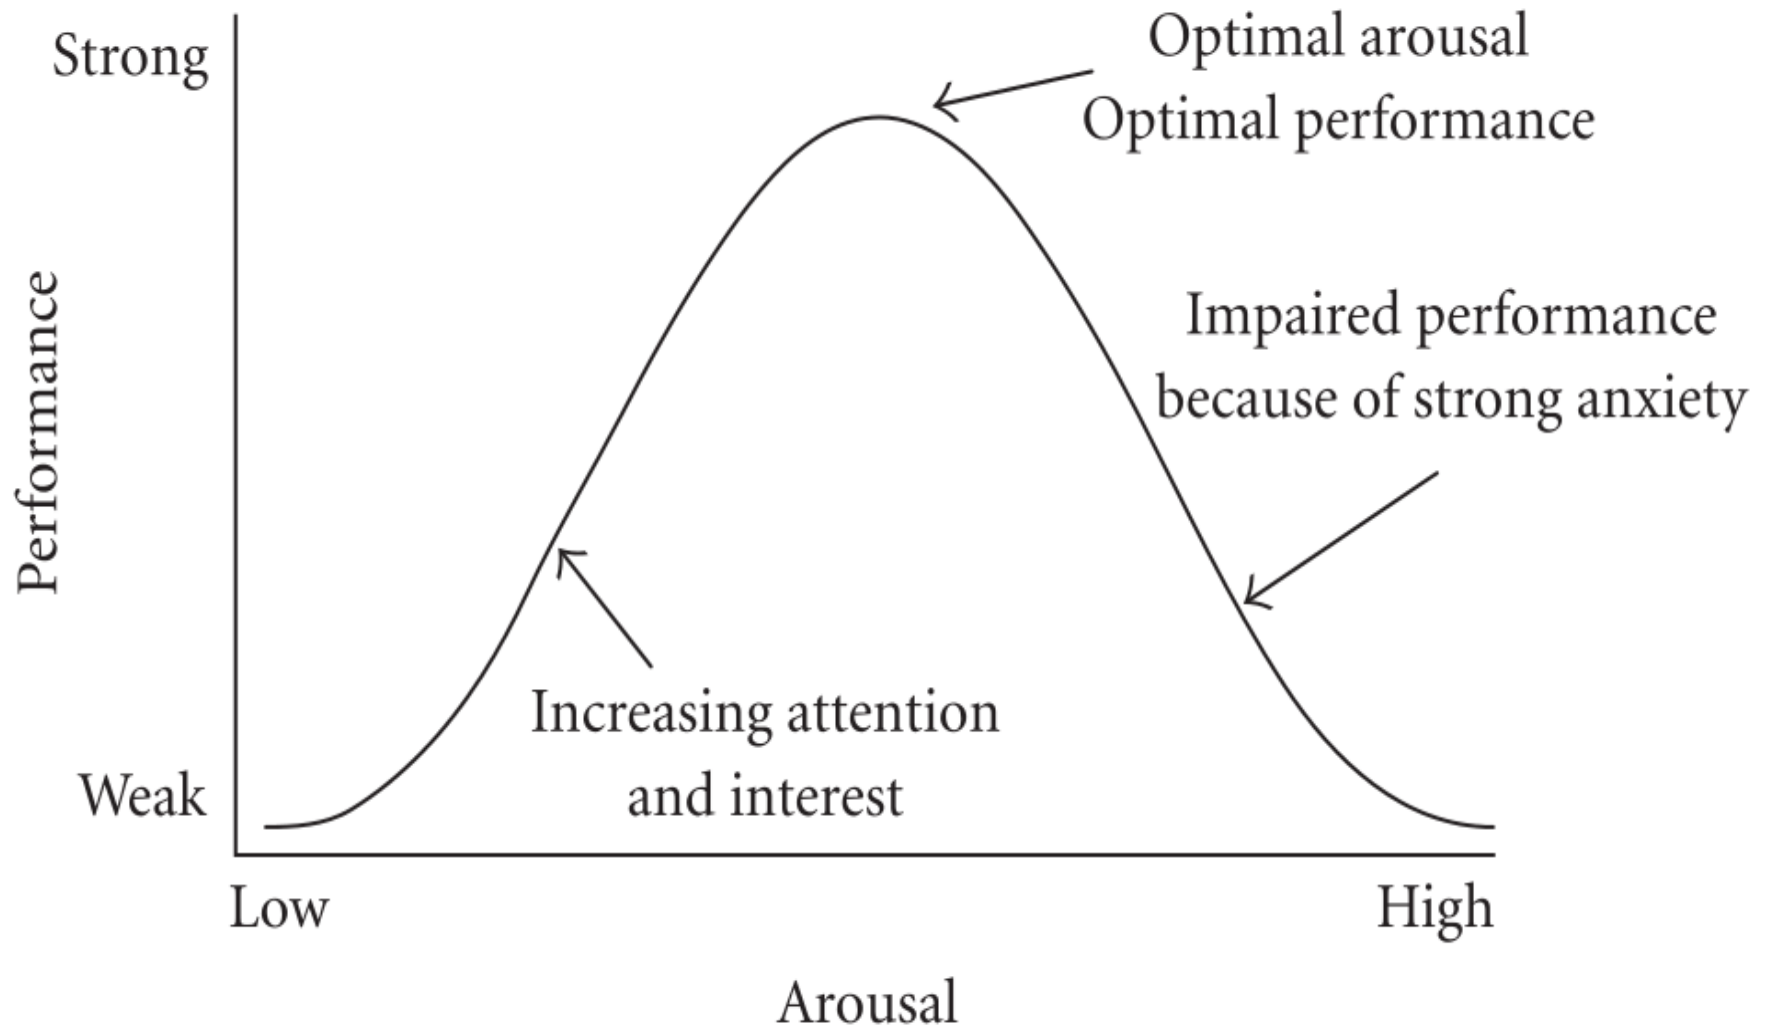 Optimal arousal
Optimal performance
Strong
Impaired performance
because of strong anxiety
Performance
Increasing attention
and interest
Weak
Low
High
Arousal